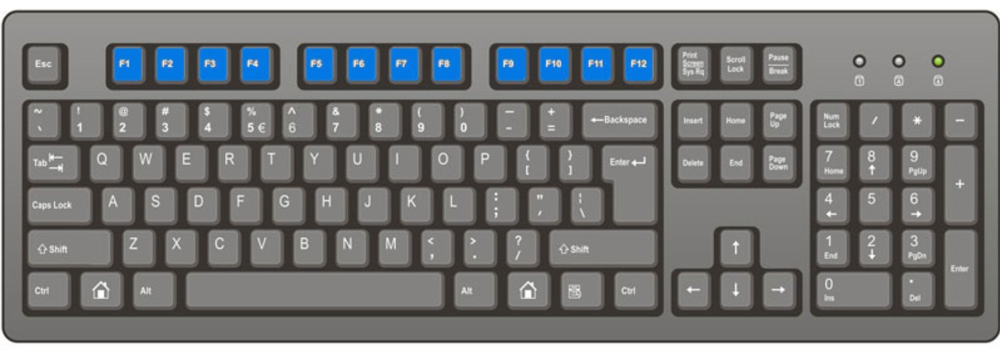 Esc F1 F2 F3 F4 F5 F6 F7 F8 F9 F10 F11 F12 Print Screen Sys Rq Scroll Lock Pause Break
1 A
~ ` ! 1 @ 2 # 3 $ 4 % 5 € ^ 6 & 7 * 8 ( 9 ) 0 — - + = ←Backspace Insert Home Page Up Num Lock / * −
Tab Q W E R T Y U I O P { [ } ] Enter ↵ Delete End Page Down 7 Home 8 ↑ 9 PgUp +
Caps Lock A S D F G H J K L : ; " ' ¦ \ 4 ← 5 6 →
⇧ Shift Z X C V B N M < , > . ? / ⇧ Shift ↑ 1 End 2 ↓ 3 PgDn Enter
Ctrl Alt Alt Ctrl ← ↓ → 0 Ins . Del